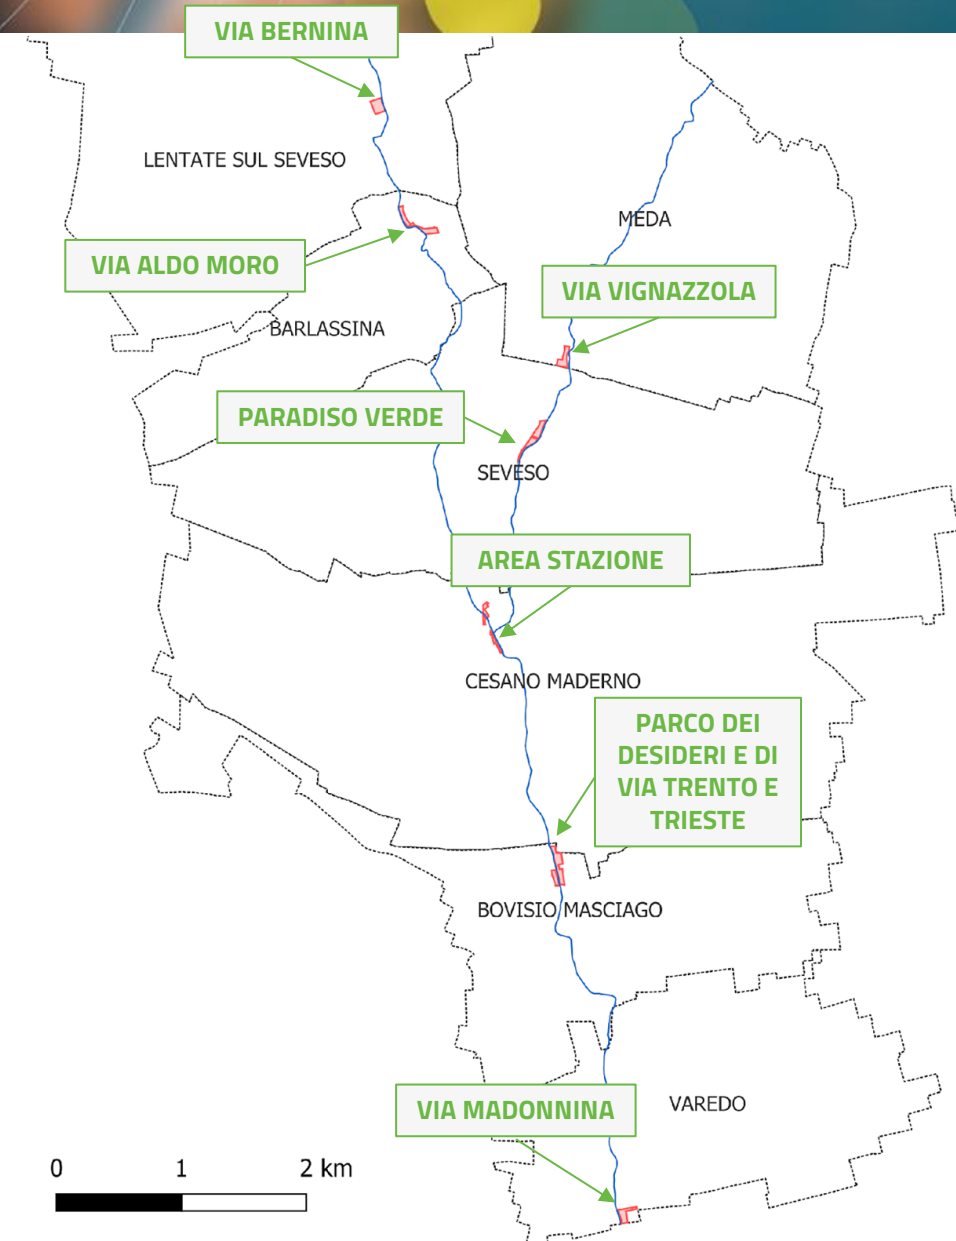 VIA BERNINA
LENTATE SUL SEVESO
MEDA
VIA ALDO MORO
VIA VIGNAZZOLA
BARLASSINA
PARADISO VERDE
SEVESO
AREA STAZIONE
CESANO MADERNO
PARCO DEI
DESIDERI E DI
VIA TRENTO E
TRIESTE
BOVISIO MASCIAGO
VIA MADONNINA
VAREDO
0 1 2 km